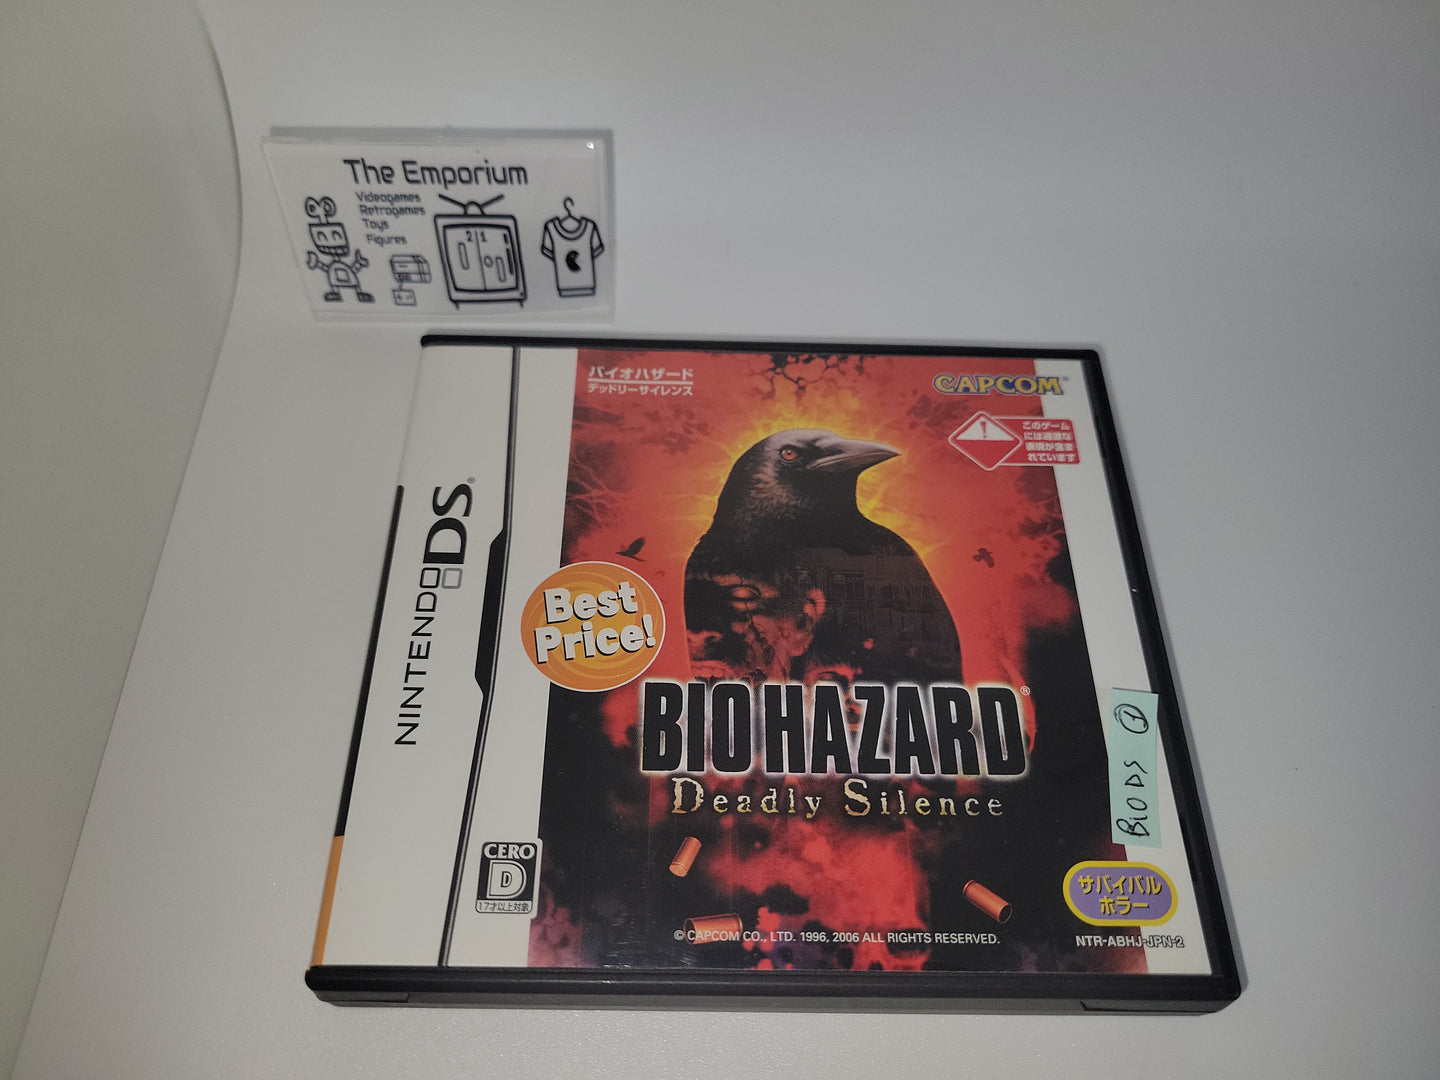 The Emporium
Videogames
Retrogames
Toys
Figures
2 1
NINTENDO DS®
バイオハザード
デッドリーサイレンス
CAPCOM®
!
このゲーム
には過激な
表現が含ま
れています
Best
Price!
BIOHAZARD®
Deadly Silence
BIO DS
CERO
D
17才以上対象
サバイバル
ホラー
© CAPCOM CO., LTD. 1996, 2006 ALL RIGHTS RESERVED.
NTR-ABHJ-JPN-2